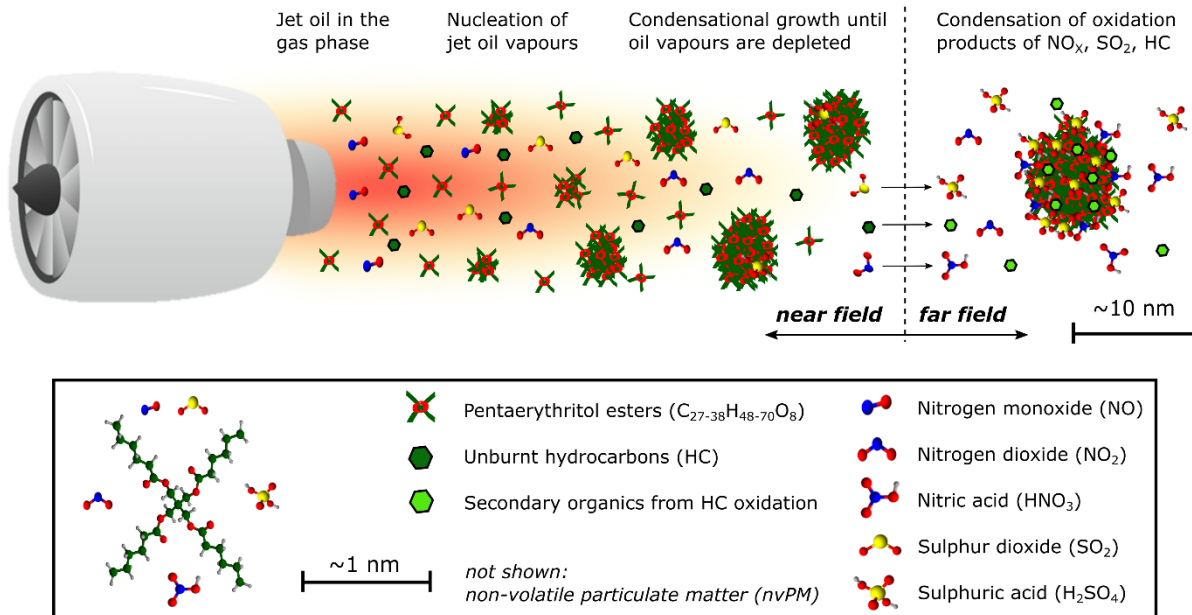 Jet oil in the
gas phase
Nucleation of
jet oil vapours
Condensational growth until
oil vapours are depleted
Condensation of oxidation
products of NOX, SO2, HC
near field
far field
~10 nm
Pentaerythritol esters (C27-38H48-70O8)
Unburnt hydrocarbons (HC)
Secondary organics from HC oxidation
~1 nm
not shown:
non-volatile particulate matter (nvPM)
Nitrogen monoxide (NO)
Nitrogen dioxide (NO2)
Nitric acid (HNO3)
Sulphur dioxide (SO2)
Sulphuric acid (H2SO4)